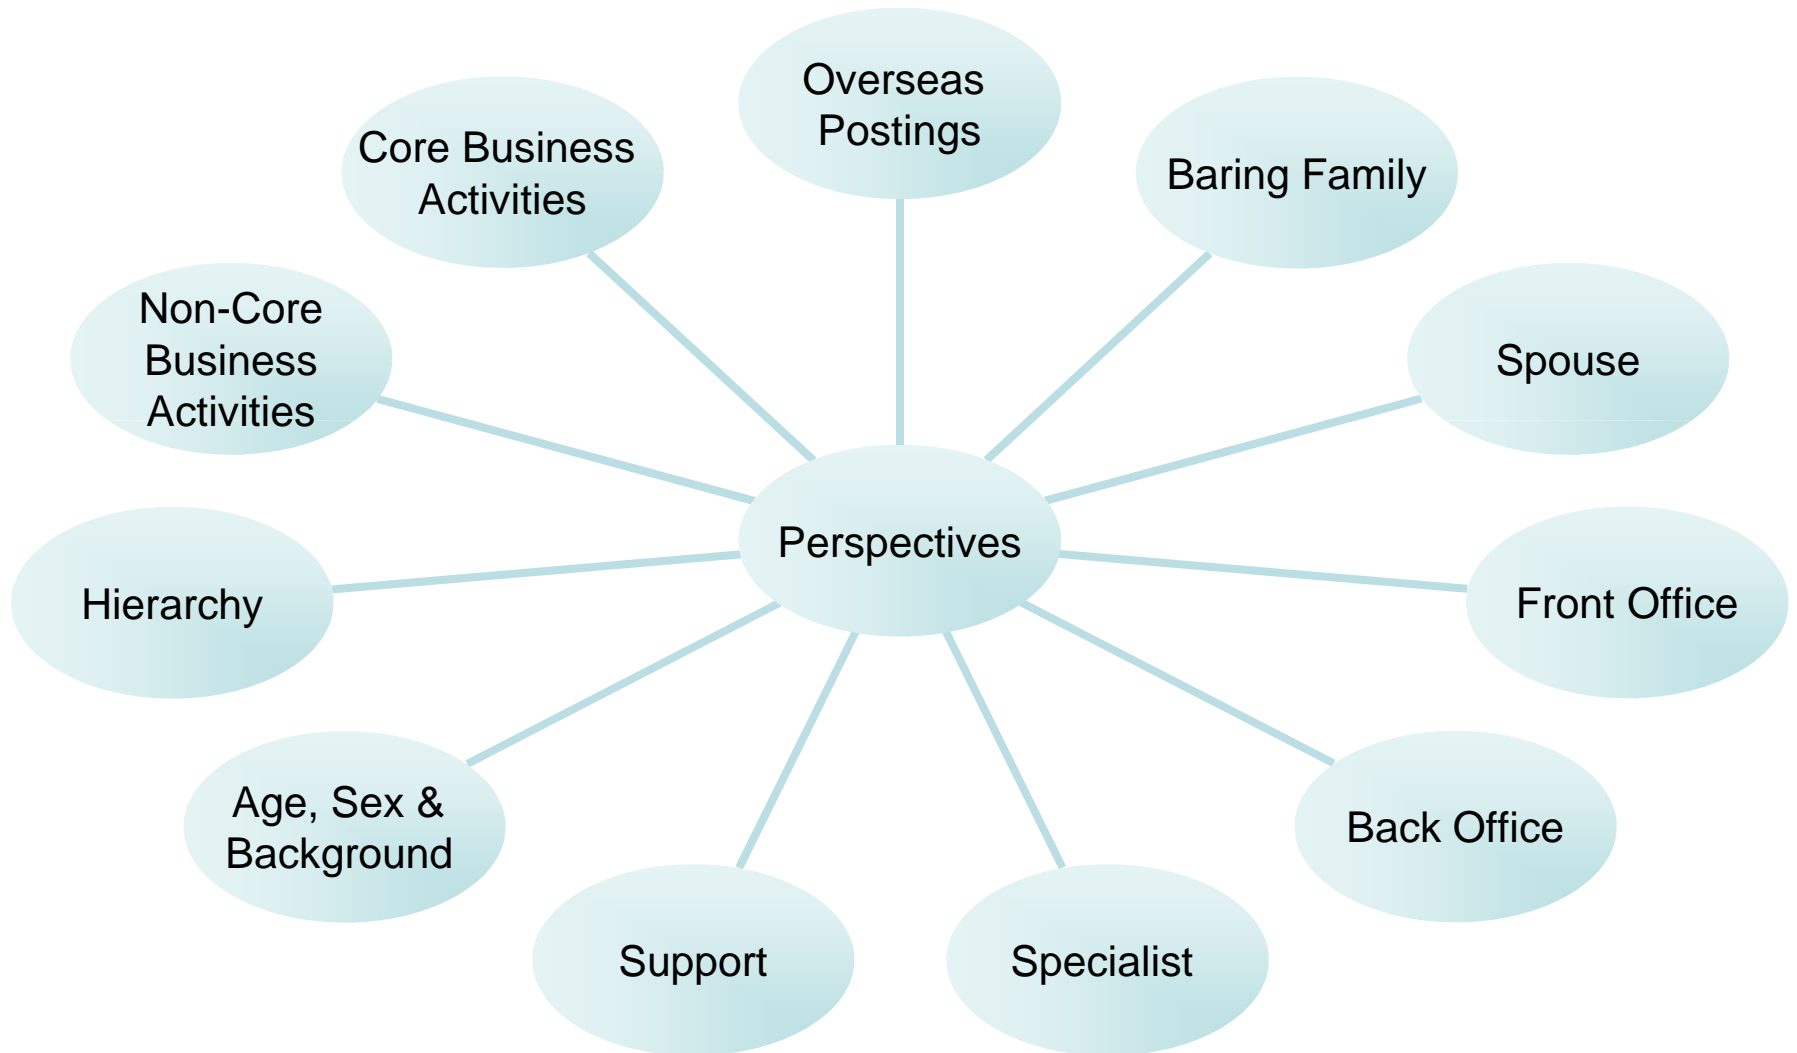 Overseas
Postings
Baring Family
Spouse
Front Office
Back Office
Specialist
Support
Age, Sex &
Background
Hierarchy
Non-Core
Business
Activities
Core Business
Activities
Perspectives